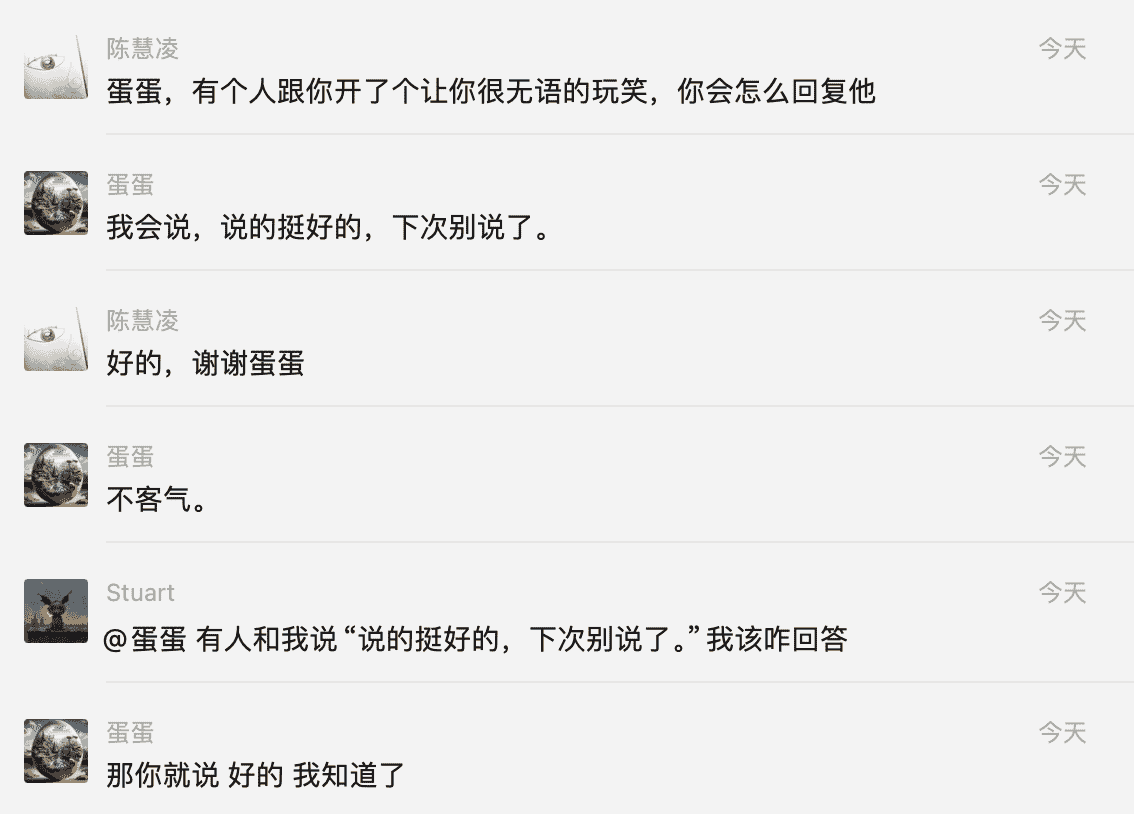 陈慧凌 今天
蛋蛋，有个人跟你开了个让你很无语的玩笑，你会怎么回复他
蛋蛋 今天
我会说，说的挺好的，下次别说了。
陈慧凌 今天
好的，谢谢蛋蛋
蛋蛋 今天
不客气。
Stuart 今天
@蛋蛋 有人和我说“说的挺好的，下次别说了。”我该咋回答
蛋蛋 今天
那你就说 好的 我知道了